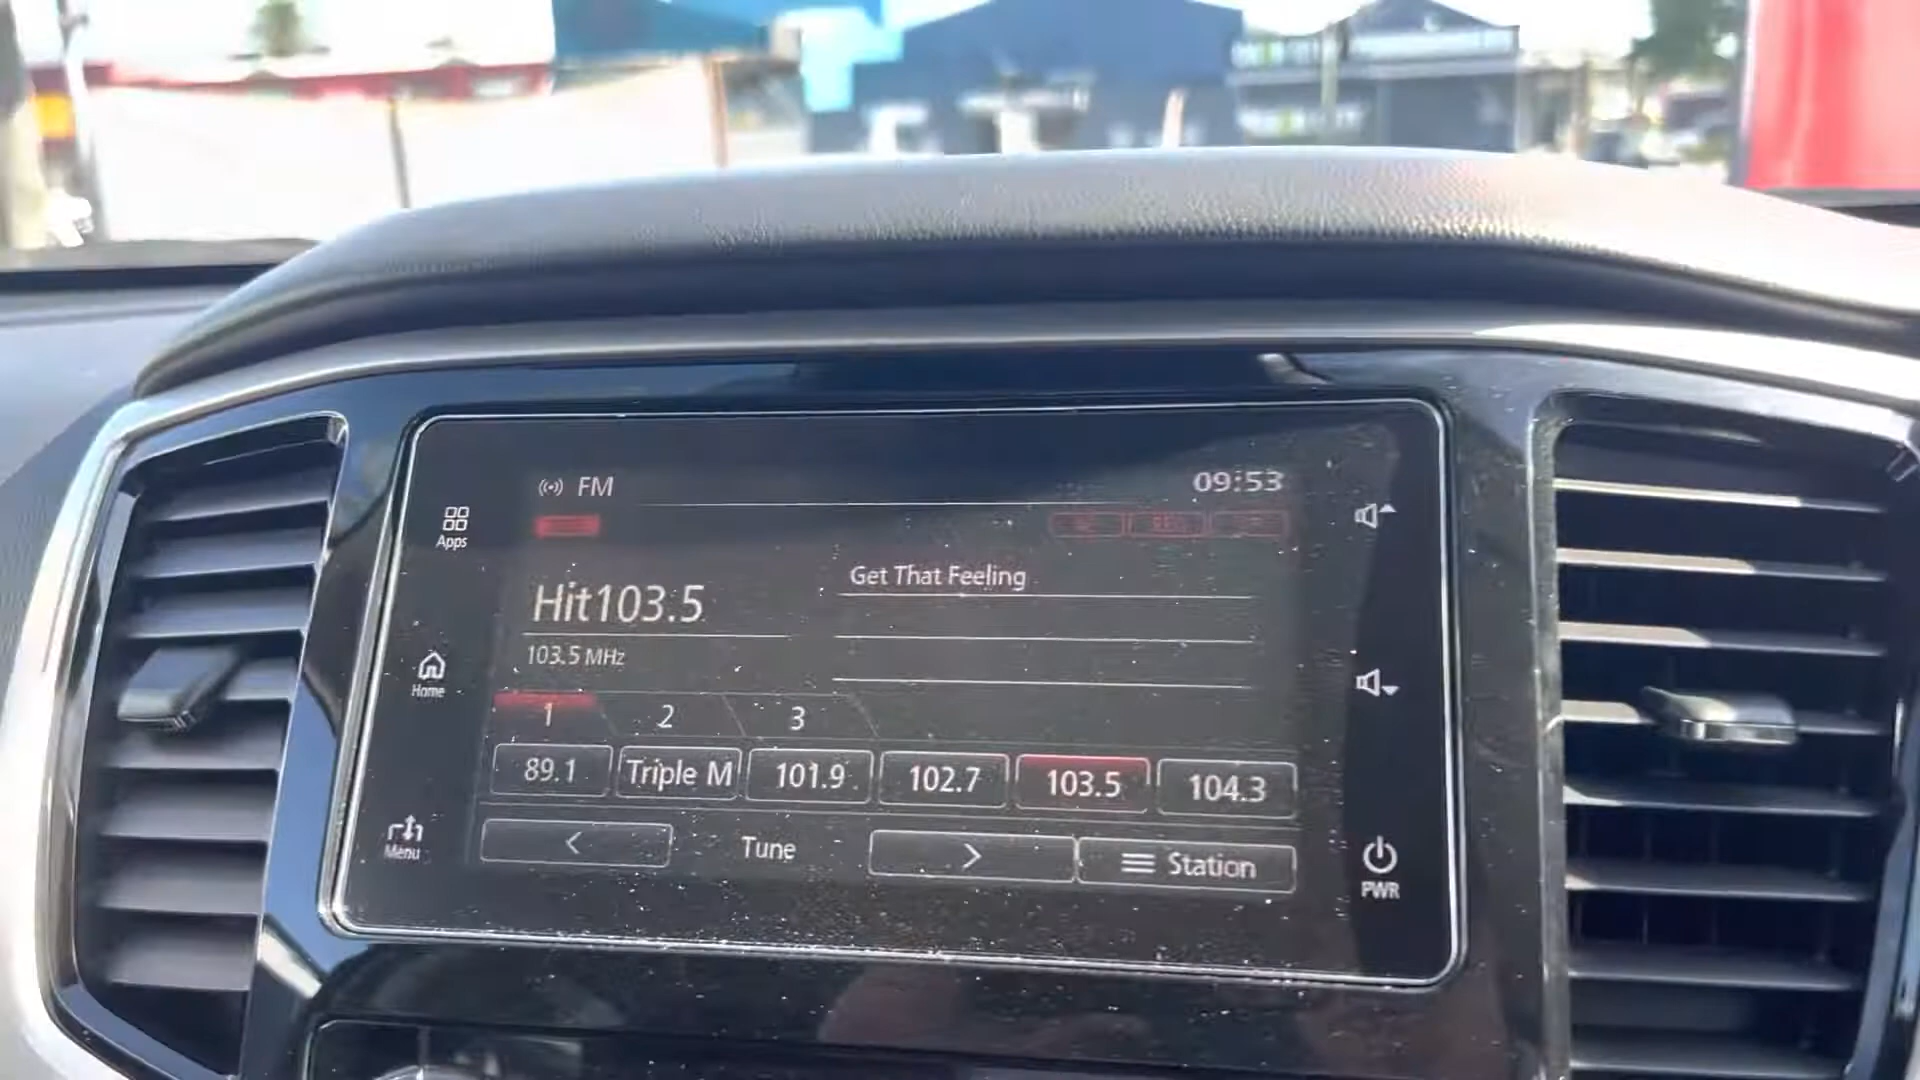 FM
09:53
Apps
Hit103.5
Get That Feeling
103.5 MHz
Home
1 2 3
89.1 Triple M 101.9 102.7 103.5 104.3
Menu
< Tune > Station
PWR